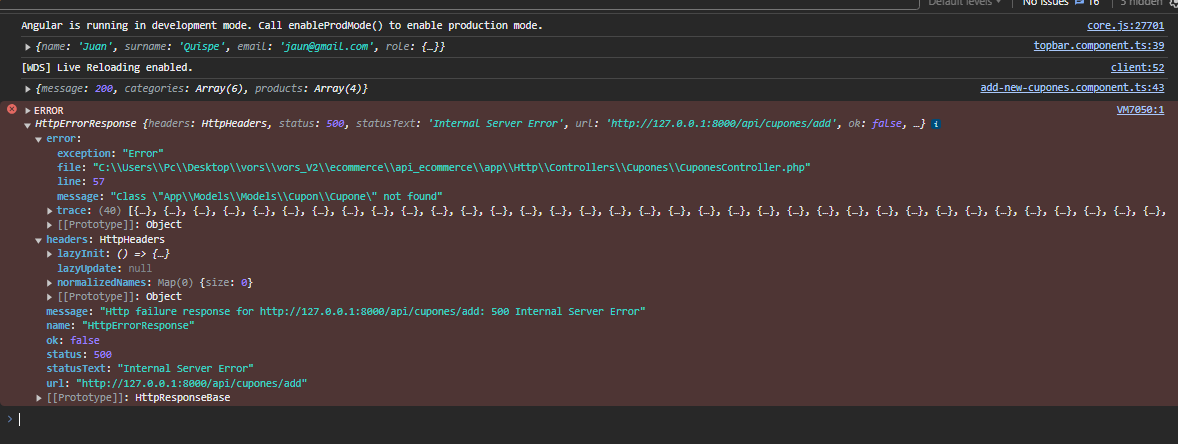 Default levels No Issues 16 5 hidden
Angular is running in development mode. Call enableProdMode() to enable production mode. core.js:27701
{name: 'Juan', surname: 'Quispe', email: 'jaun@gmail.com', role: {…}} topbar.component.ts:39
[WDS] Live Reloading enabled. client:52
{message: 200, categories: Array(6), products: Array(4)} add-new-cupones.component.ts:43
ERROR VM7050:1
HttpErrorResponse {headers: HttpHeaders, status: 500, statusText: 'Internal Server Error', url: 'http://127.0.0.1:8000/api/cupones/add', ok: false, …} i
error:
exception: "Error"
file: "C:\\Users\\Pc\\Desktop\\vors\\vors_V2\\ecommerce\\api_ecommerce\\app\\Http\\Controllers\\Cupones\\CuponesController.php"
line: 57
message: "Class \"App\\Models\\Models\\Cupon\\Cupone\" not found"
trace: (40) [{…}, {…}, {…}, {…}, {…}, {…}, {…}, {…}, {…}, {…}, {…}, {…}, {…}, {…}, {…}, {…}, {…}, {…}, {…}, {…}, {…}, {…}, {…}, {…}, {…}, {…}, {…}, {…}, {…}, {…}, {…}, {…}, {…}, {…}, {…},
[[Prototype]]: Object
headers: HttpHeaders
lazyInit: () => {…}
lazyUpdate: null
normalizedNames: Map(0) {size: 0}
[[Prototype]]: Object
message: "Http failure response for http://127.0.0.1:8000/api/cupones/add: 500 Internal Server Error"
name: "HttpErrorResponse"
ok: false
status: 500
statusText: "Internal Server Error"
url: "http://127.0.0.1:8000/api/cupones/add"
[[Prototype]]: HttpResponseBase